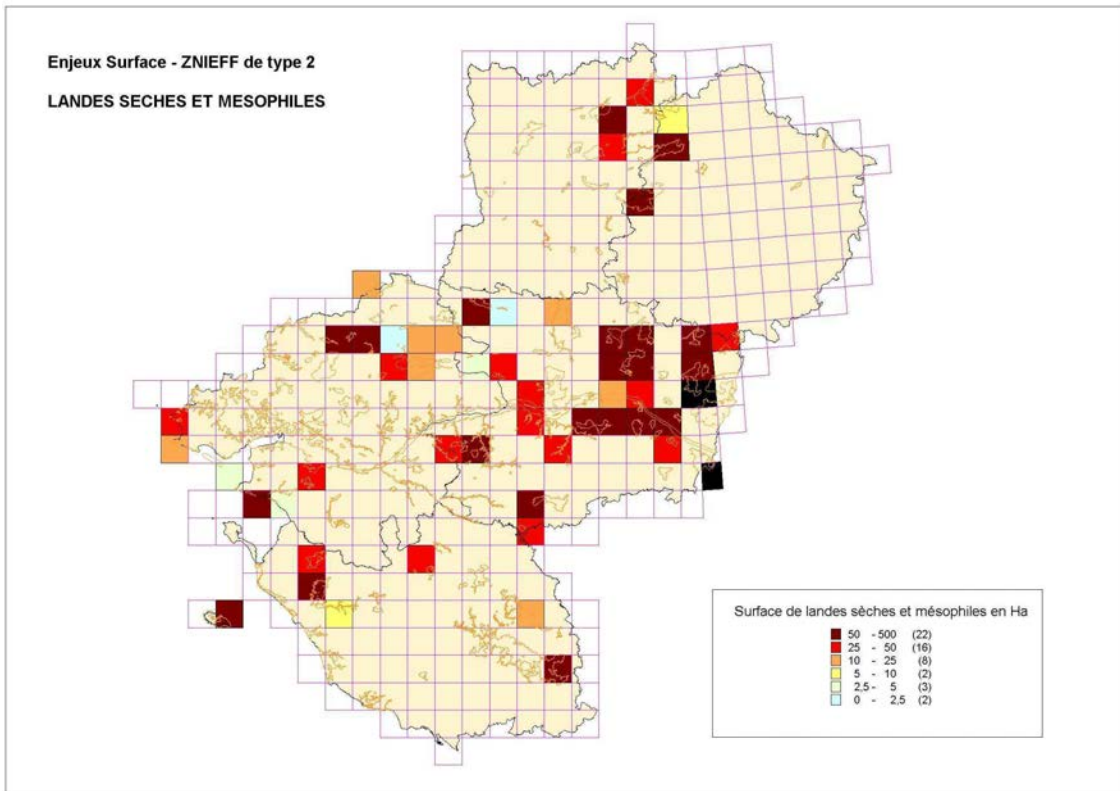 Enjeux Surface - ZNIEFF de type 2
LANDES SECHES ET MESOPHILES
Surface de landes sèches et mésophiles en Ha
50 - 500 (22)
25 - 50 (16)
10 - 25 (8)
5 - 10 (2)
2,5 - 5 (3)
0 - 2,5 (2)